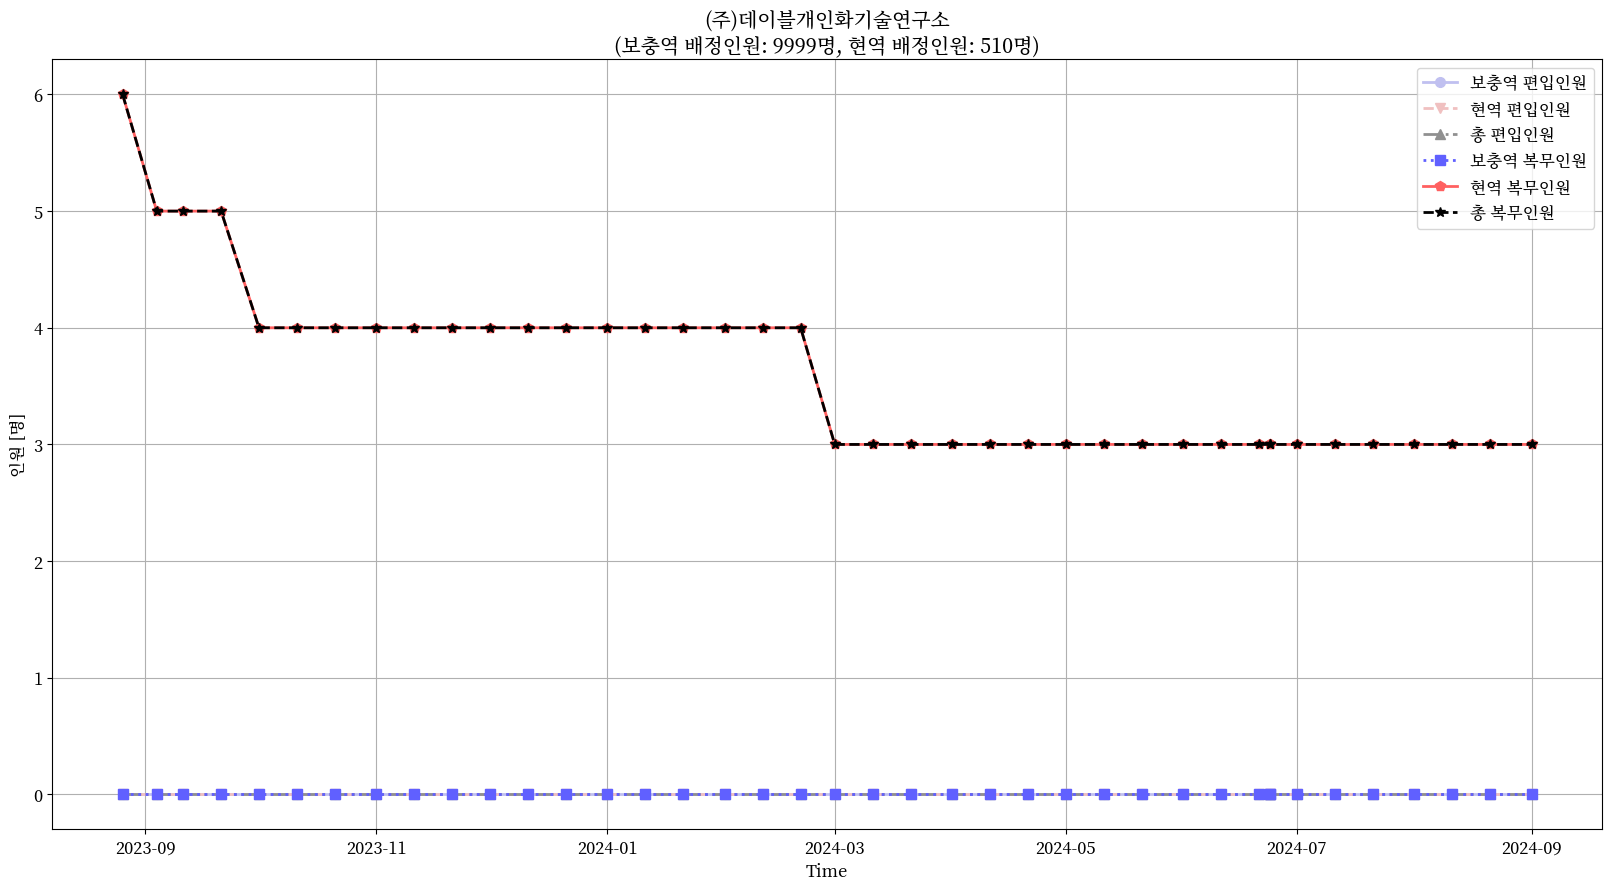 (주)데이블개인화기술연구소
(보충역 배정인원: 9999명, 현역 배정인원: 510명)
보충역 편입인원
현역 편입인원
총 편입인원
보충역 복무인원
현역 복무인원
총 복무인원
인원 [명]
6
5
4
3
2
1
0
2023-09
2023-11
2024-01
2024-03
2024-05
2024-07
2024-09
Time